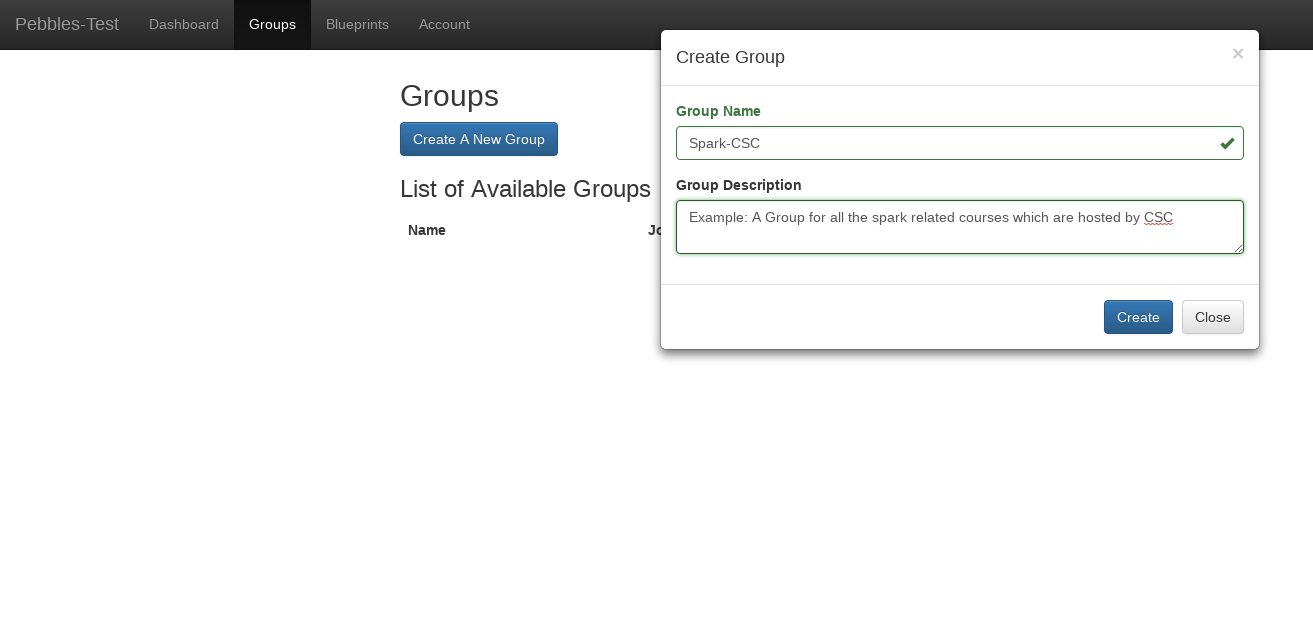 Pebbles-Test Dashboard Groups Blueprints Account
Groups
Create A New Group
List of Available Groups
Name
Create Group ×
Group Name
Spark-CSC
Group Description
Example: A Group for all the spark related courses which are hosted by CSC
Create Close